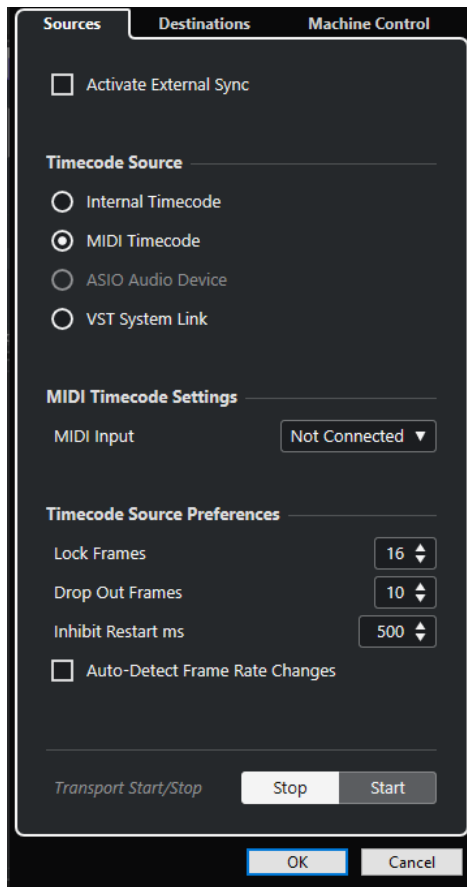 Sources Destinations Machine Control
Activate External Sync
Timecode Source
Internal Timecode
MIDI Timecode
ASIO Audio Device
VST System Link
MIDI Timecode Settings
MIDI Input Not Connected
Timecode Source Preferences
Lock Frames 16
Drop Out Frames 10
Inhibit Restart ms 500
Auto-Detect Frame Rate Changes
Transport Start/Stop Stop Start
OK Cancel